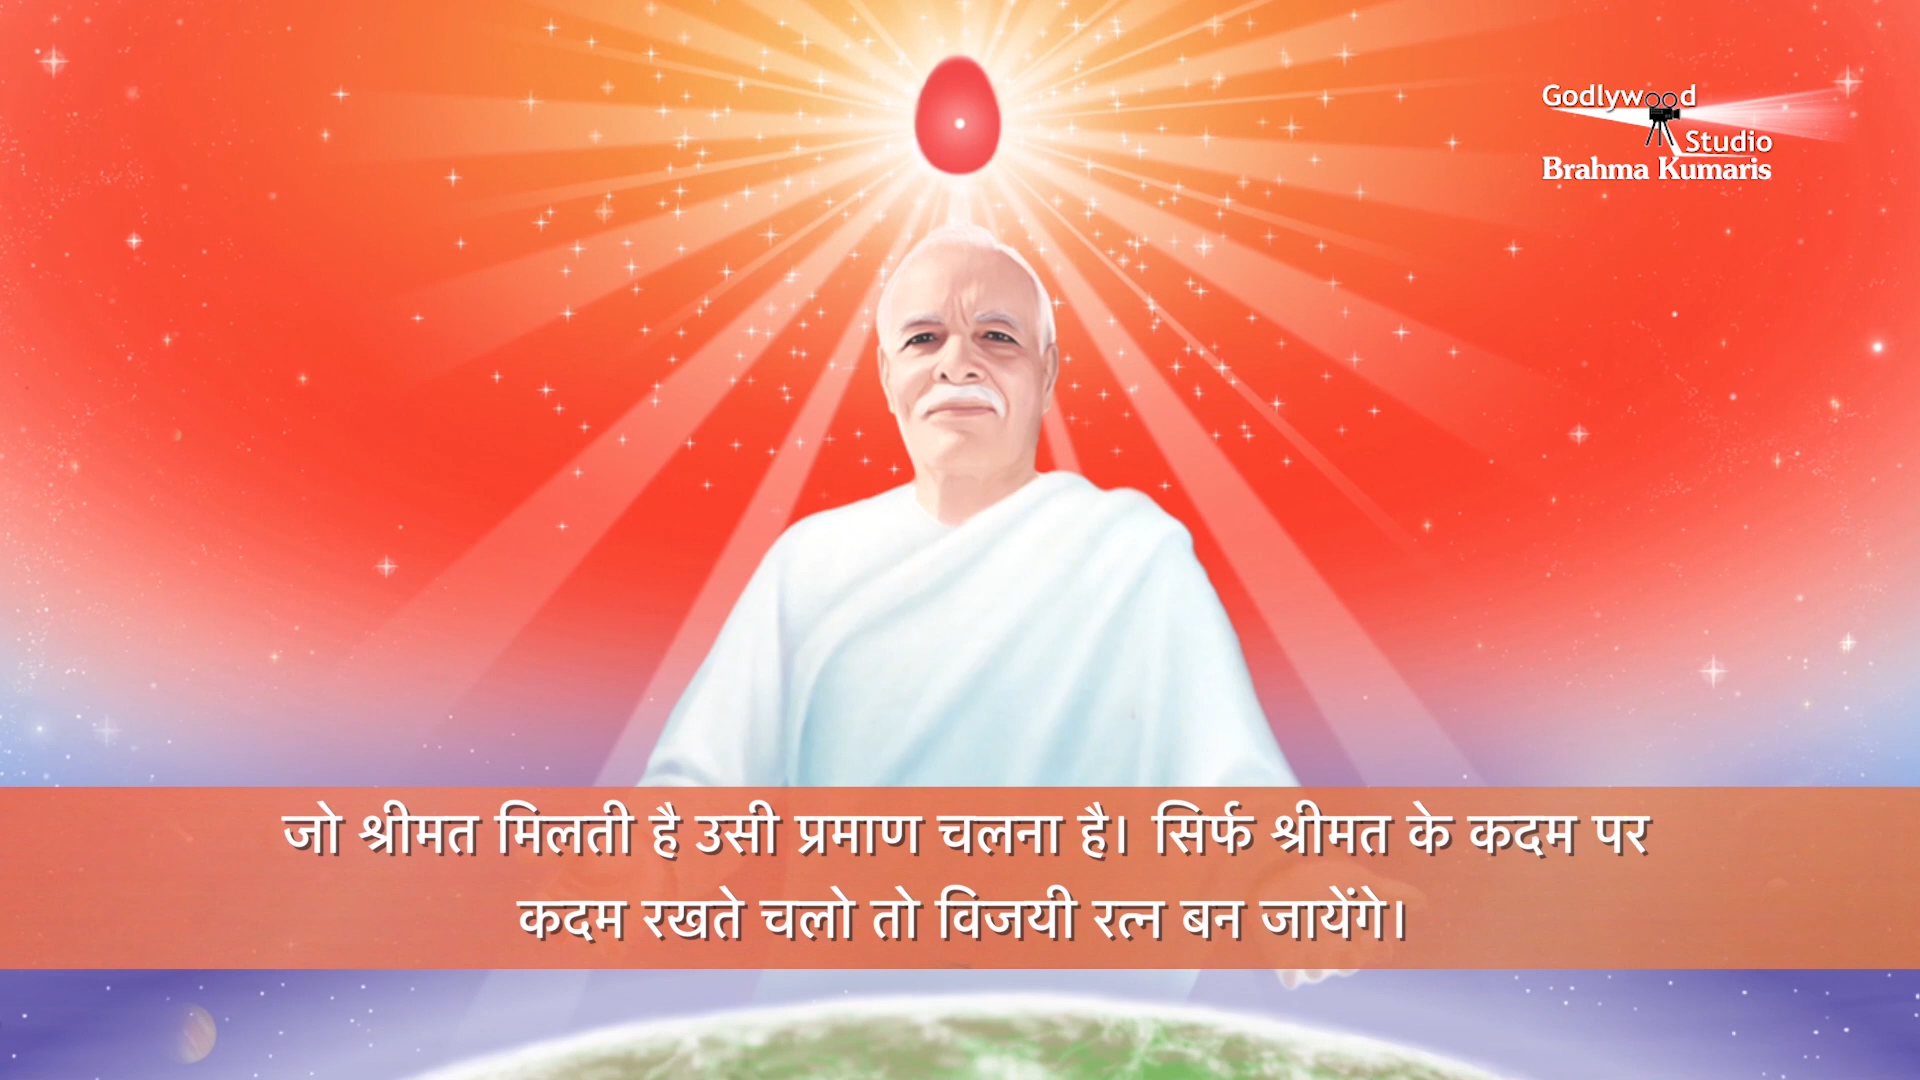 Godlywood
Studio
Brahma Kumaris
जो श्रीमत मिलती है उसी प्रमाण चलना है। सिर्फ श्रीमत के कदम पर
कदम रखते चलो तो विजयी रत्न बन जायेंगे।